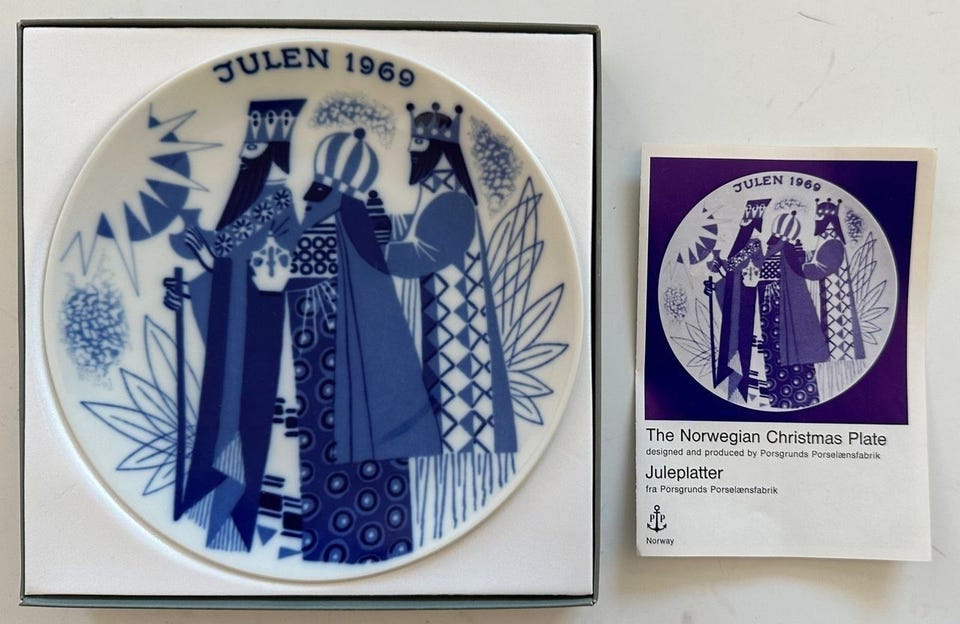 JULEN 1969
JULEN 1969
The Norwegian Christmas Plate
designed and produced by Porsgrunds Porselænsfabrik
Juleplatter
fra Porsgrunds Porselænsfabrik
P P
Norway